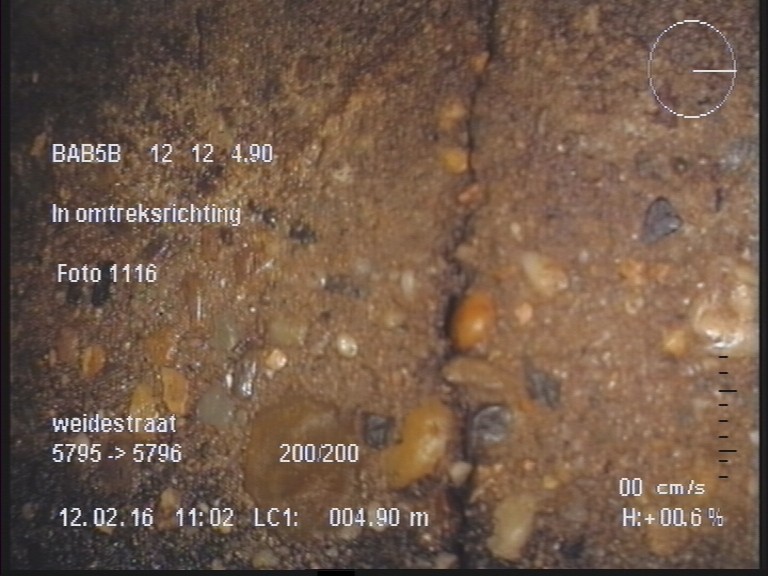 BAB5B 12 12 4.90
In omtreksrichting
Foto 1116
weidestraat
5795 -> 5796 200/200
00 cm/s
12.02.16 11:02 LC1: 004.90 m H:+00.6 %